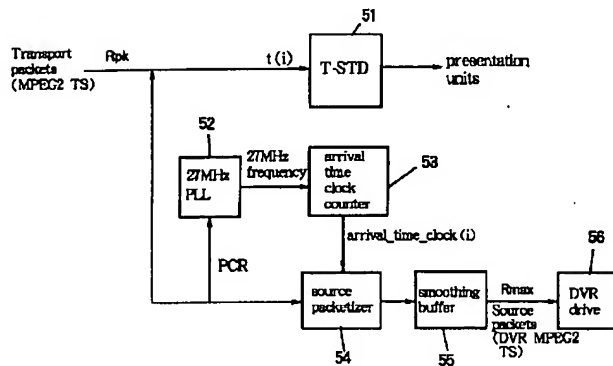 51
Transport
packets
(MPEG2 TS)
Rpk
t(i)
T-STD
presentation
units
52
27MHz
PLL
27MHz
frequency
arrival
time
clock
counter
53
arrival_time_clock(i)
PCR
source
packetizer
54
smoothing
buffer
55
Rmax
Source
packets
(DVR MPEG2
TS)
56
DVR
drive